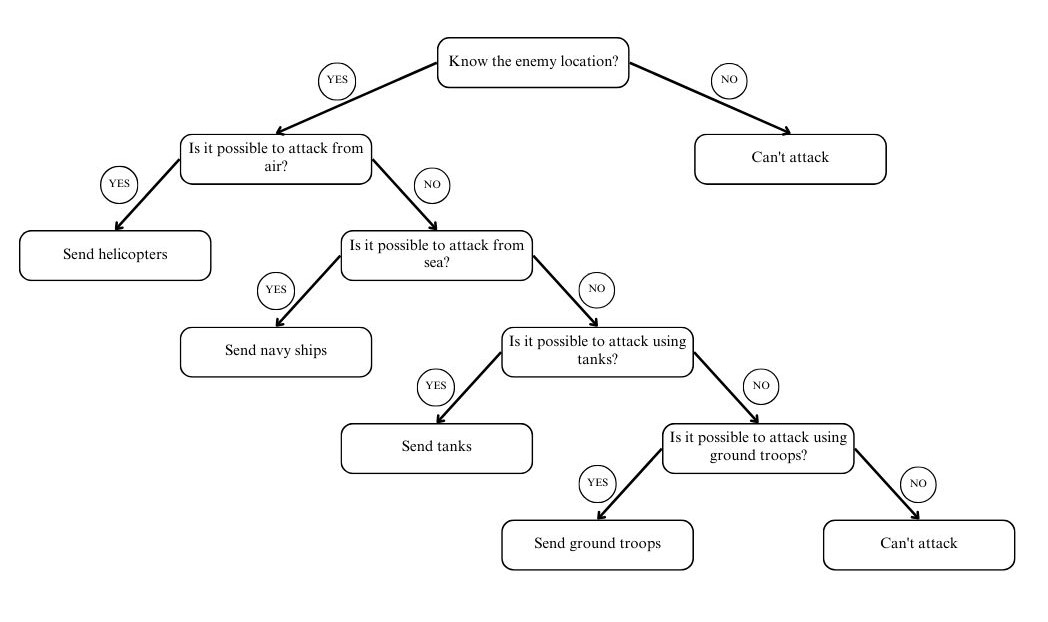 Know the enemy location?
YES
NO
Is it possible to attack from
air?
Can't attack
YES
NO
Send helicopters
Is it possible to attack from
sea?
YES
NO
Send navy ships
Is it possible to attack using
tanks?
YES
NO
Send tanks
Is it possible to attack using
ground troops?
YES
NO
Send ground troops
Can't attack